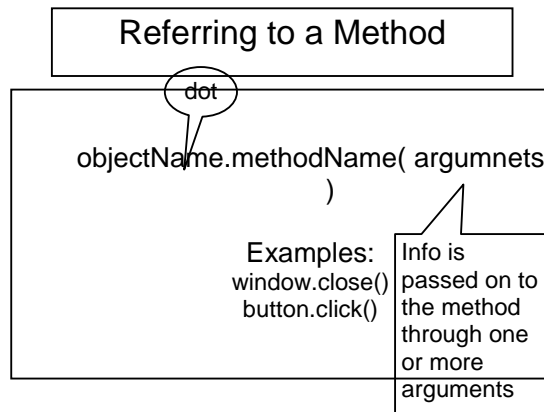 Referring to a Method
dot
objectName.methodName( argumnets
)
Examples:
window.close()
button.click()
Info is
passed on to
the method
through one
or more
arguments